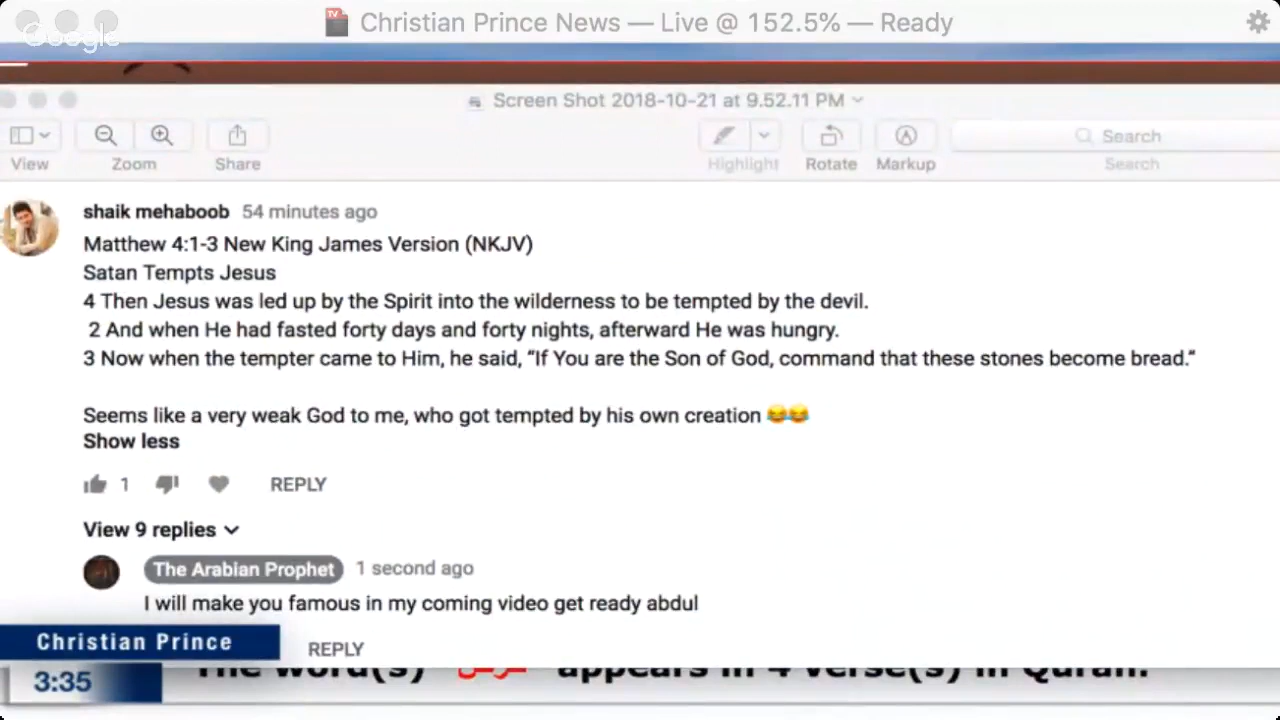 Christian Prince News — Live @ 152.5% — Ready
Google
Screen Shot 2018-10-21 at 9.52.11 PM
View
Zoom
Share
Highlight
Rotate
Markup
Search
Search
shaik mehaboob 54 minutes ago
Matthew 4:1-3 New King James Version (NKJV)
Satan Tempts Jesus
4 Then Jesus was led up by the Spirit into the wilderness to be tempted by the devil.
2 And when He had fasted forty days and forty nights, afterward He was hungry.
3 Now when the tempter came to Him, he said, “If You are the Son of God, command that these stones become bread.”
Seems like a very weak God to me, who got tempted by his own creation 😂😂
Show less
1 REPLY
View 9 replies
The Arabian Prophet 1 second ago
I will make you famous in my coming video get ready abdul
REPLY
Christian Prince
3:35
The word(s) appears in 4 verse(s) in Quran.